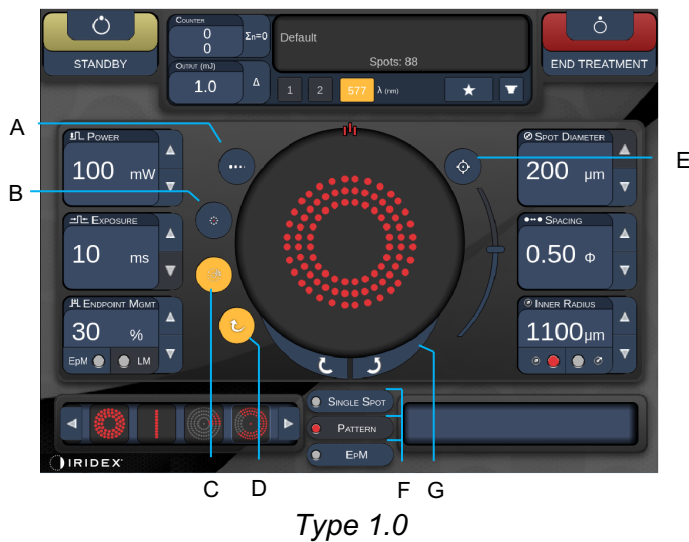 STANDBY
COUNTER
0
0
Σn=0
OUTPUT (mJ)
1.0
Δ
Default
Spots: 88
1 2 577 λ (nm)
END TREATMENT
A
B
E
POWER
100 mW
EXPOSURE
10 ms
ENDPOINT MGMT
30 %
EpM LM
SPOT DIAMETER
200 µm
SPACING
0.50 Φ
INNER RADIUS
1100µm
SINGLE SPOT
PATTERN
EPM
IRIDEX
C D F G
Type 1.0